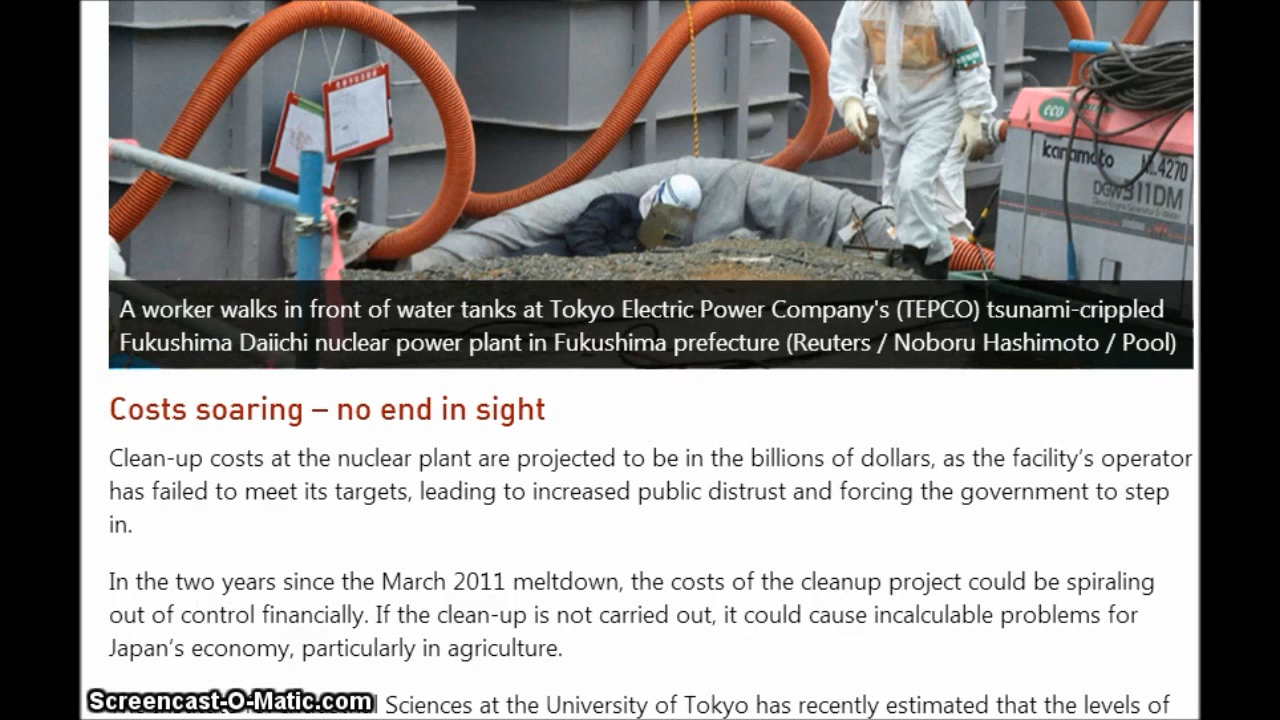 eco
kanamoto
No.4270
DGW311DM
A worker walks in front of water tanks at Tokyo Electric Power Company's (TEPCO) tsunami-crippled
Fukushima Daiichi nuclear power plant in Fukushima prefecture (Reuters / Noboru Hashimoto / Pool)
Costs soaring – no end in sight
Clean-up costs at the nuclear plant are projected to be in the billions of dollars, as the facility’s operator
has failed to meet its targets, leading to increased public distrust and forcing the government to step
in.
In the two years since the March 2011 meltdown, the costs of the cleanup project could be spiraling
out of control financially. If the clean-up is not carried out, it could cause incalculable problems for
Japan’s economy, particularly in agriculture.
Screencast-O-Matic.com
Sciences at the University of Tokyo has recently estimated that the levels of